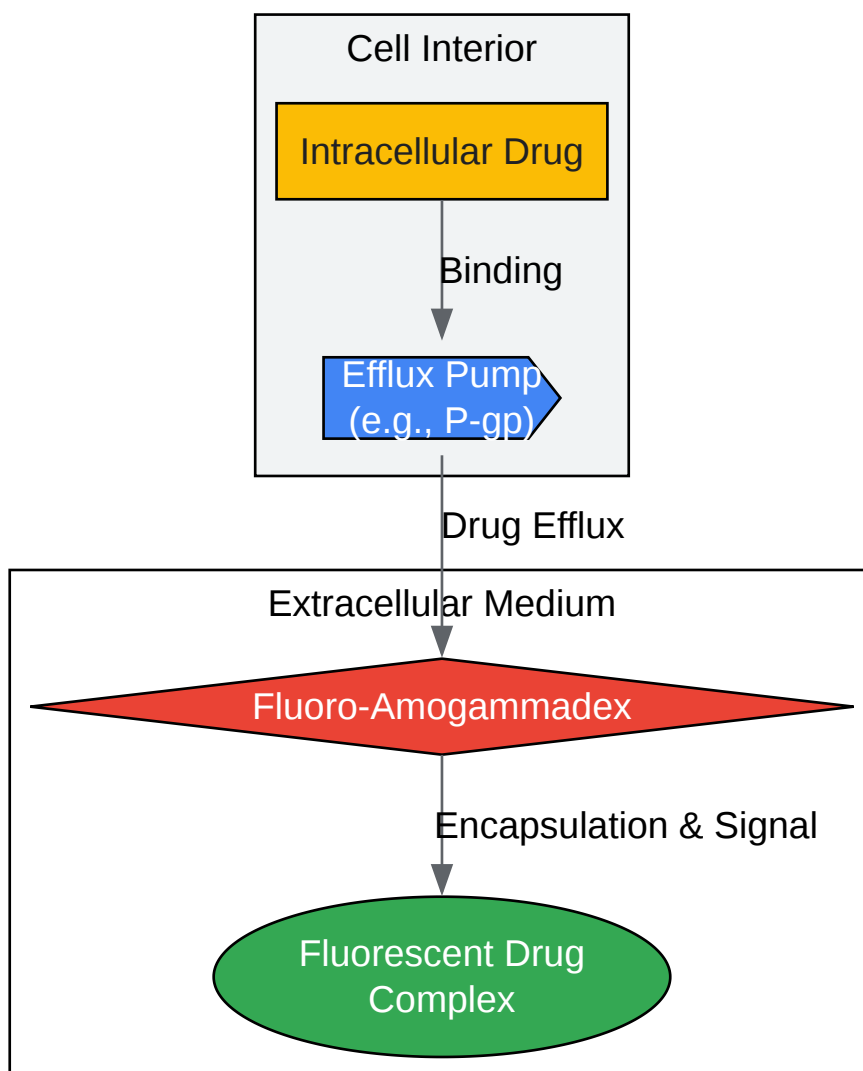 Cell Interior
Intracellular Drug
Binding
Efflux Pump
(e.g., P-gp)
Drug Efflux
Extracellular Medium
Fluoro-Amogammadex
Encapsulation & Signal
Fluorescent Drug
Complex